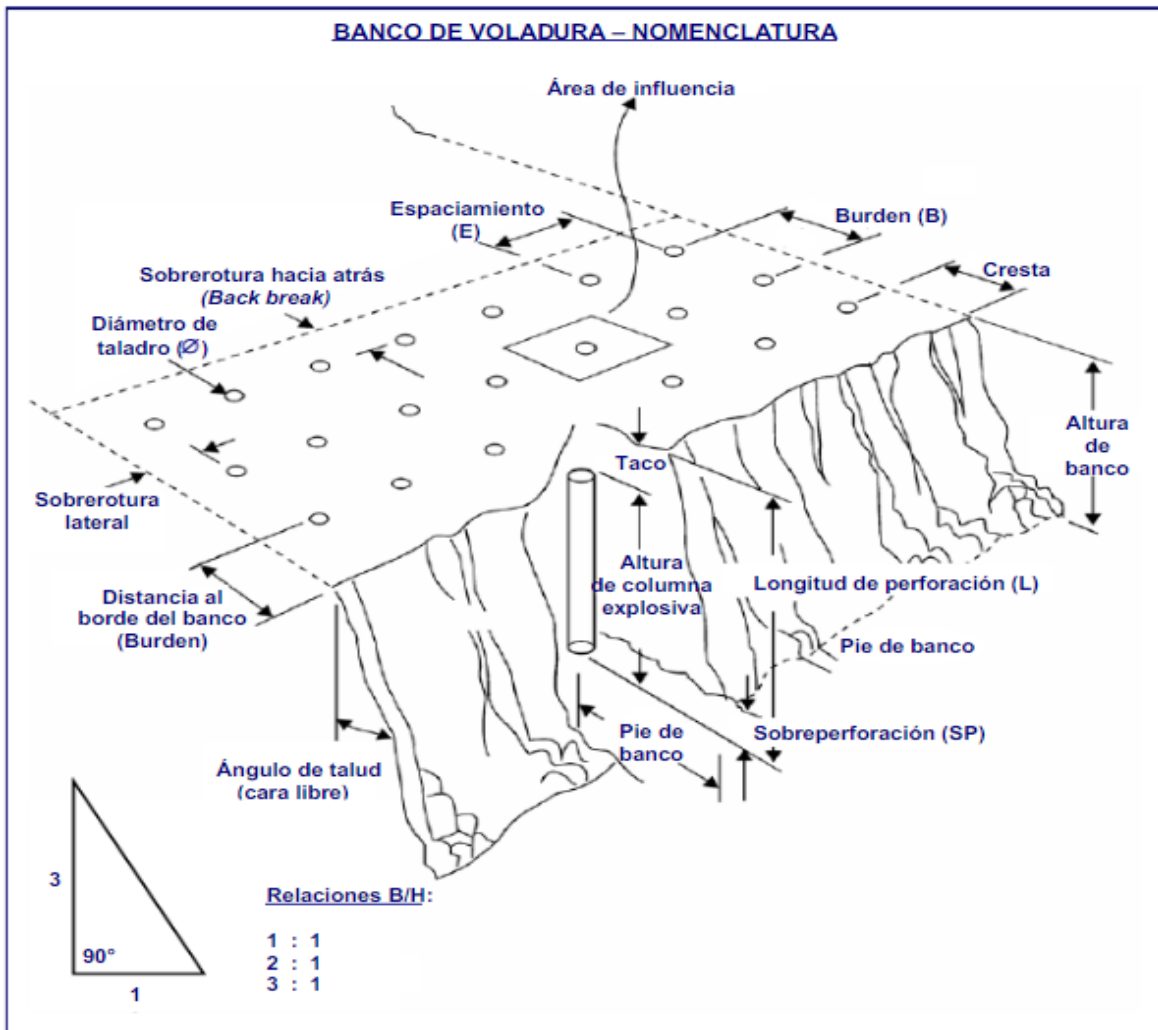 BANCO DE VOLADURA – NOMENCLATURA
Área de influencia
Espaciamiento
(E)
Burden (B)
Sobrerotura hacia atrás
(Back break)
Cresta
Diámetro de
taladro (Ø)
Altura
de
banco
Taco
Sobrerotura
lateral
Altura
de columna
explosiva
Longitud de perforación (L)
Distancia al
borde del banco
(Burden)
Pie de banco
Pie de
banco
Sobreperforación (SP)
Ángulo de talud
(cara libre)
3
90°
1
Relaciones B/H:
1 : 1
2 : 1
3 : 1